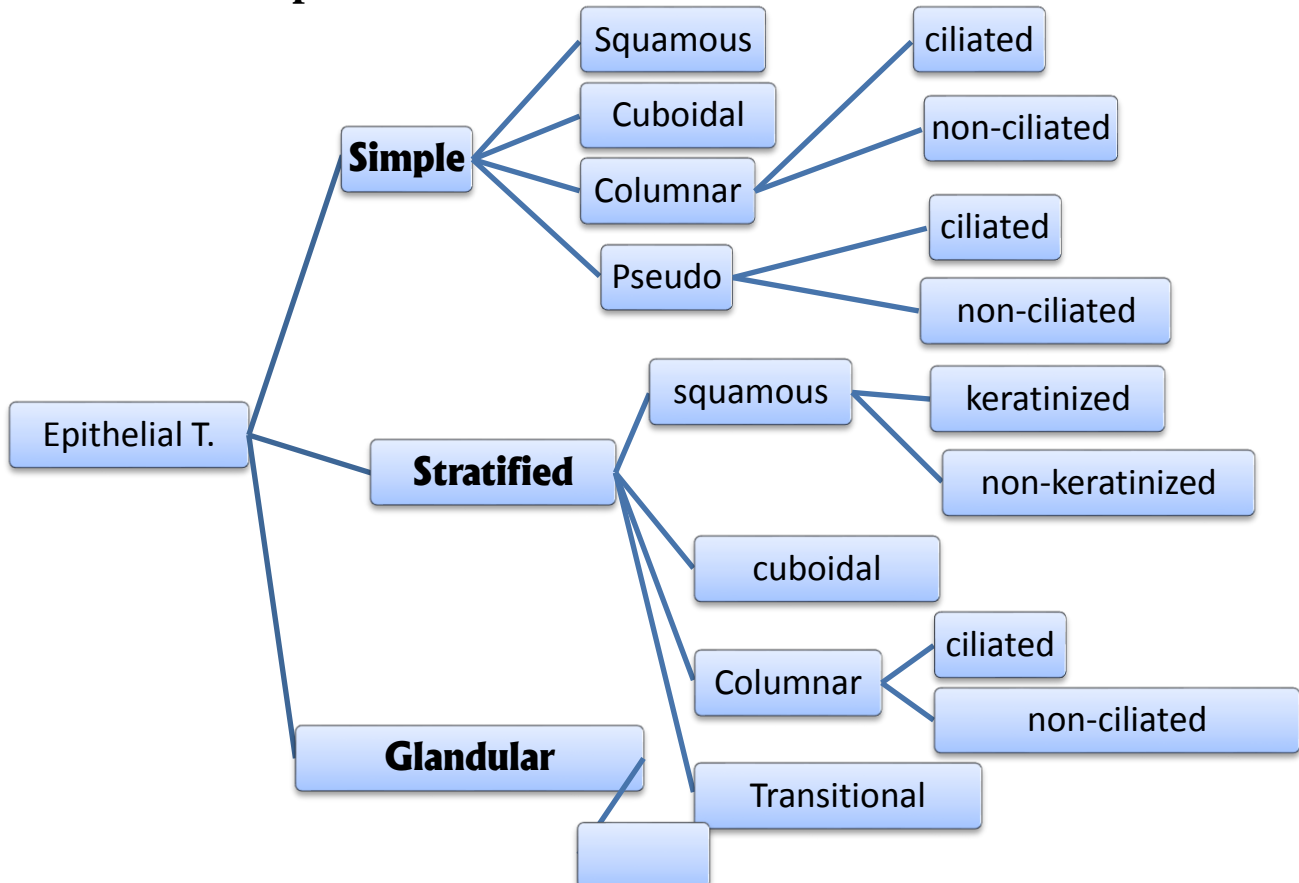 Epithelial T.
Simple
Squamous
Cuboidal
Columnar
ciliated
non-ciliated
Pseudo
ciliated
non-ciliated
Stratified
squamous
keratinized
non-keratinized
cuboidal
Columnar
ciliated
non-ciliated
Transitional
Glandular